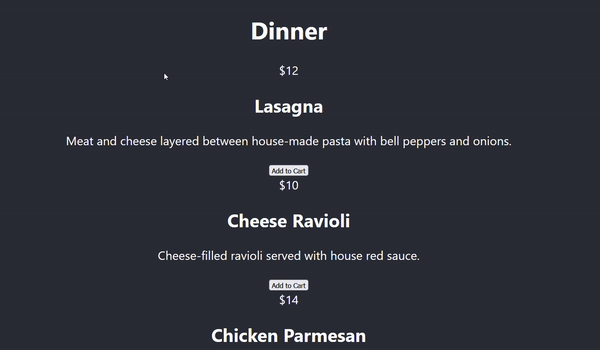 Dinner
$12
Lasagna
Meat and cheese layered between house-made pasta with bell peppers and onions.
Add to Cart
$10
Cheese Ravioli
Cheese-filled ravioli served with house red sauce.
Add to Cart
$14
Chicken Parmesan